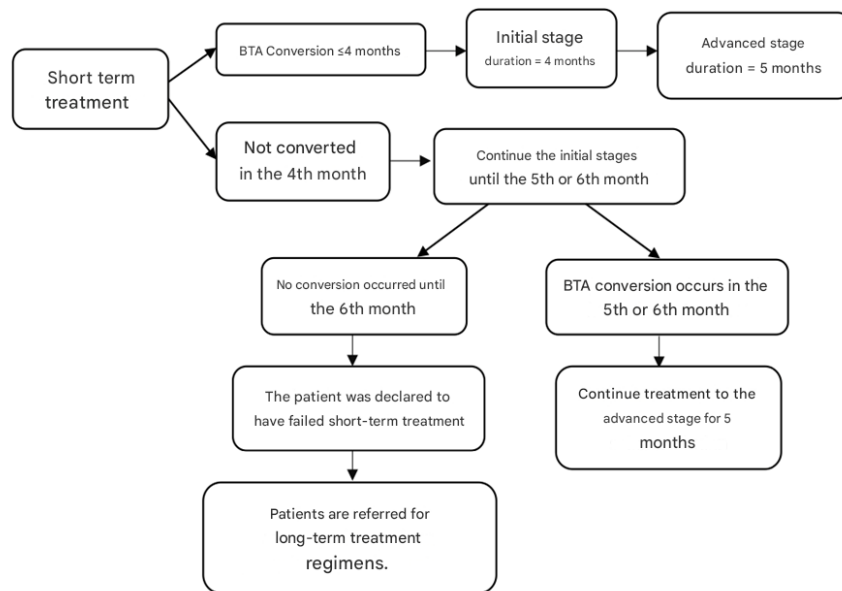 Short term
treatment
BTA Conversion ≤4 months
Initial stage
duration = 4 months
Advanced stage
duration = 5 months
Not converted
in the 4th month
Continue the initial stages
until the 5th or 6th month
No conversion occurred until
the 6th month
BTA conversion occurs in the
5th or 6th month
The patient was declared to
have failed short-term treatment
Continue treatment to the
advanced stage for 5
months
Patients are referred for
long-term treatment
regimens.